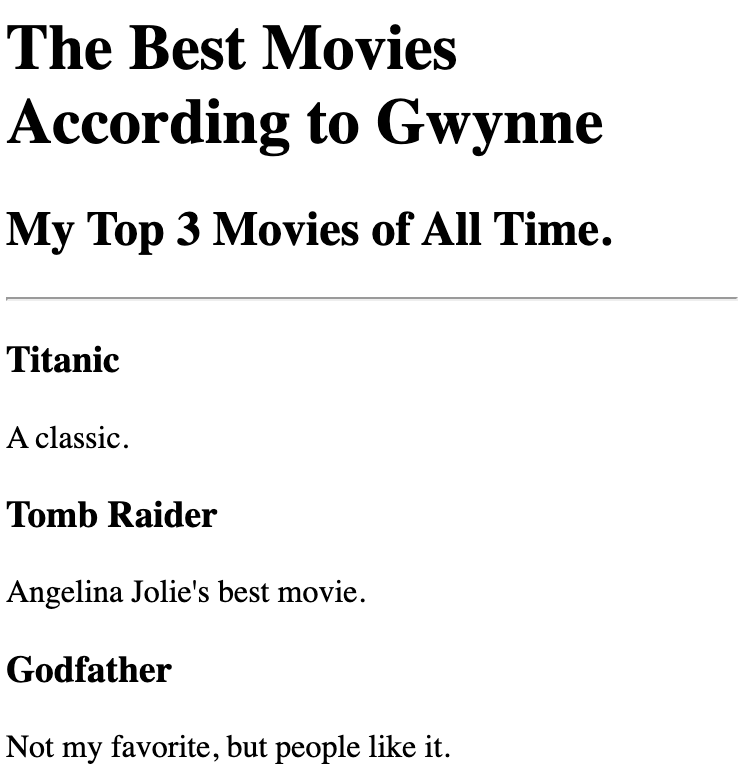 The Best Movies
According to Gwynne
My Top 3 Movies of All Time.
Titanic
A classic.
Tomb Raider
Angelina Jolie's best movie.
Godfather
Not my favorite, but people like it.